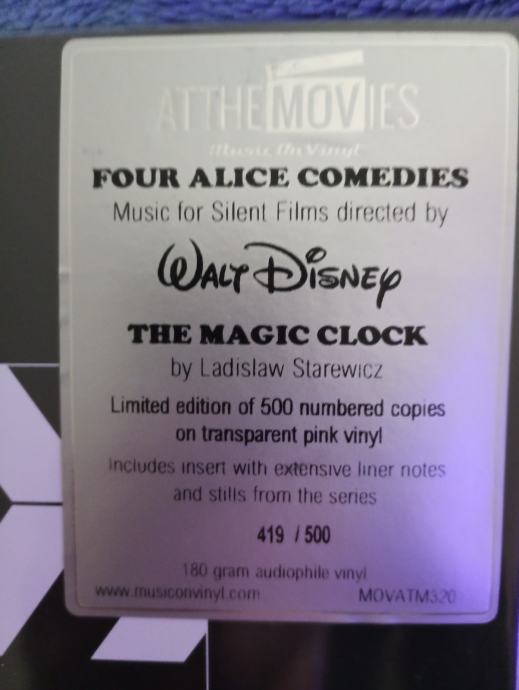 ATTHEMOVIES
Music On Vinyl
FOUR ALICE COMEDIES
Music for Silent Films directed by
WALT DISNEY
THE MAGIC CLOCK
by Ladislaw Starewicz
Limited edition of 500 numbered copies
on transparent pink vinyl
Includes insert with extensive liner notes
and stills from the series
419 / 500
180 gram audiophile vinyl
www.musiconvinyl.com MOVATM320